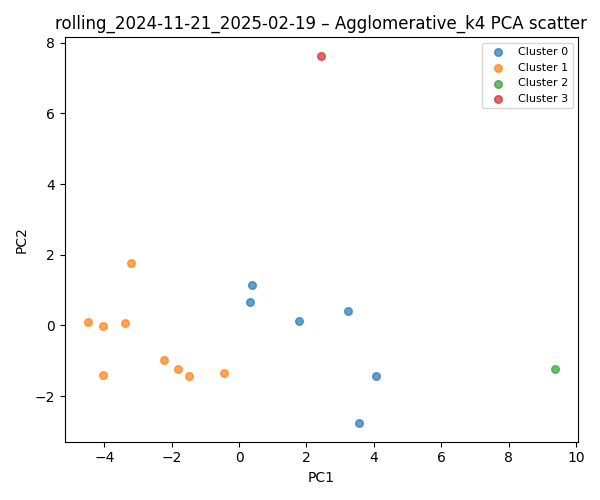 rolling_2024-11-21_2025-02-19 – Agglomerative_k4 PCA scatter
Cluster 0
Cluster 1
Cluster 2
Cluster 3
PC2
8
6
4
2
0
−2
−4 −2 0 2 4 6 8 10
PC1